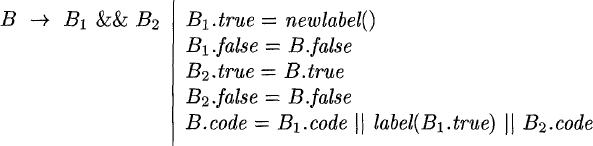 B → B₁ && B₂ | B₁.true = newlabel()
B₁.false = B.false
B₂.true = B.true
B₂.false = B.false
B.code = B₁.code || label(B₁.true) || B₂.code